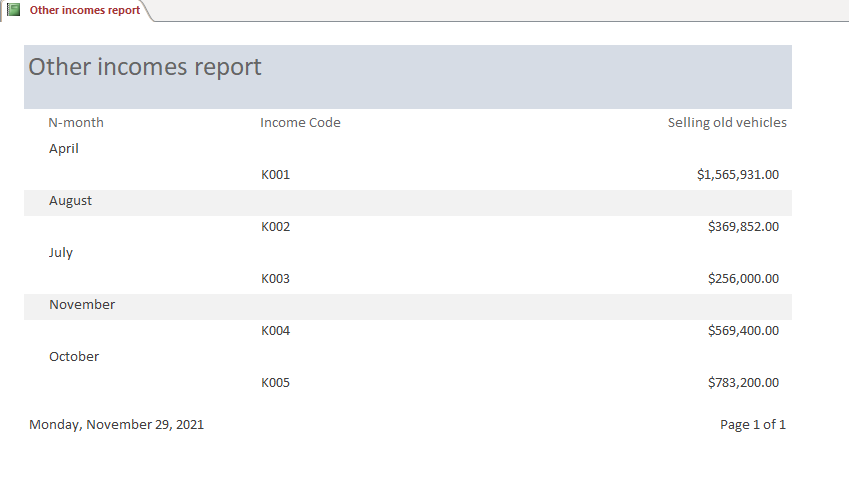 Other incomes report
Other incomes report
N-month Income Code Selling old vehicles
April
K001 $1,565,931.00
August
K002 $369,852.00
July
K003 $256,000.00
November
K004 $569,400.00
October
K005 $783,200.00
Monday, November 29, 2021 Page 1 of 1